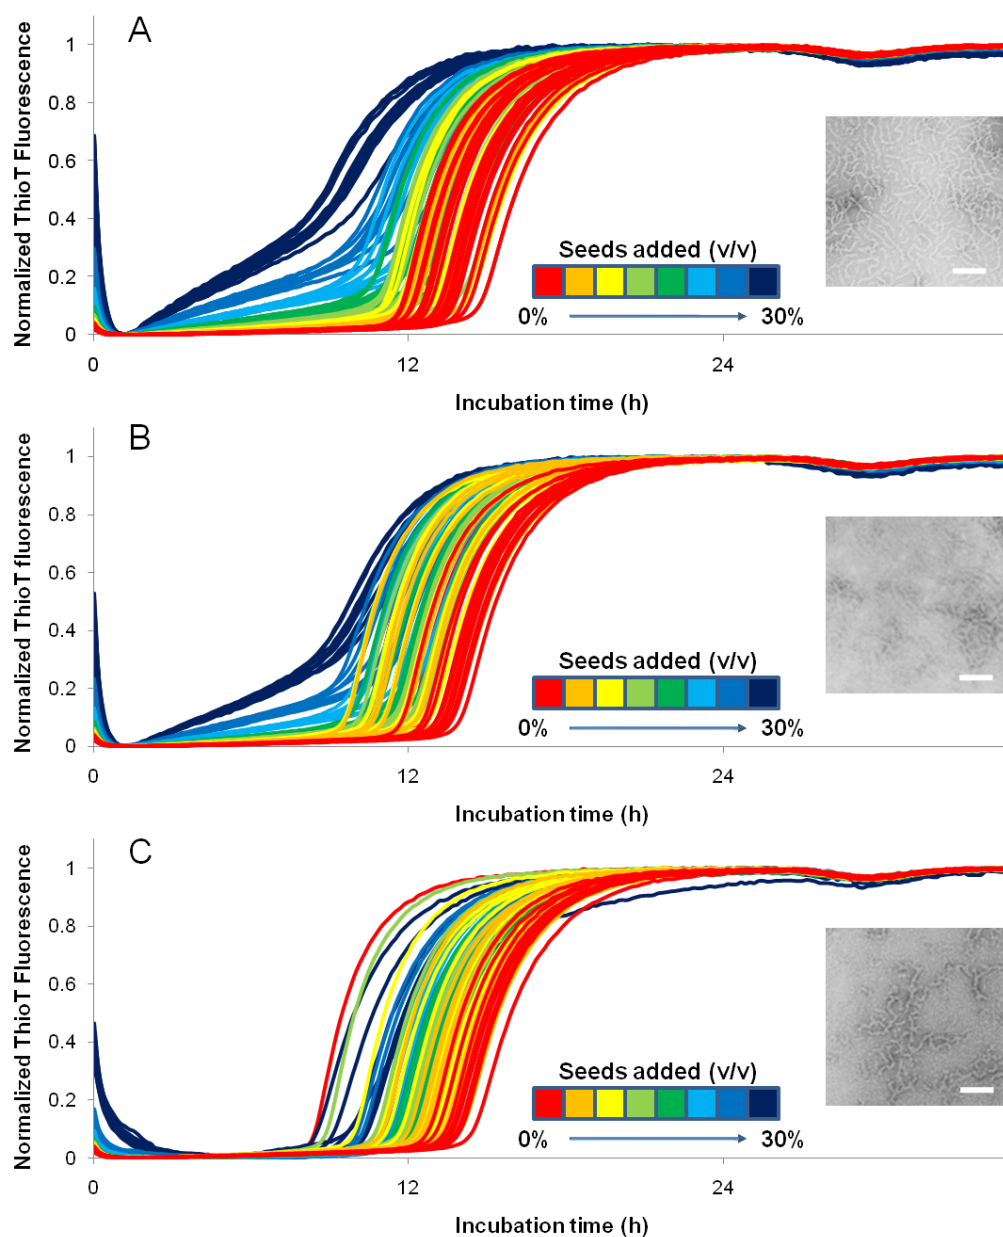 A
Normalized ThioT Fluorescence
1
0.8
0.6
0.4
0.2
0
Seeds added (v/v)
0%
30%
0
12
24
Incubation time (h)
B
Normalized ThioT fluorescence
1
0.8
0.6
0.4
0.2
0
Seeds added (v/v)
0%
30%
0
12
24
Incubation time (h)
C
Normalized ThioT Fluorescence
1
0.8
0.6
0.4
0.2
0
Seeds added (v/v)
0%
30%
0
12
24
Incubation time (h)